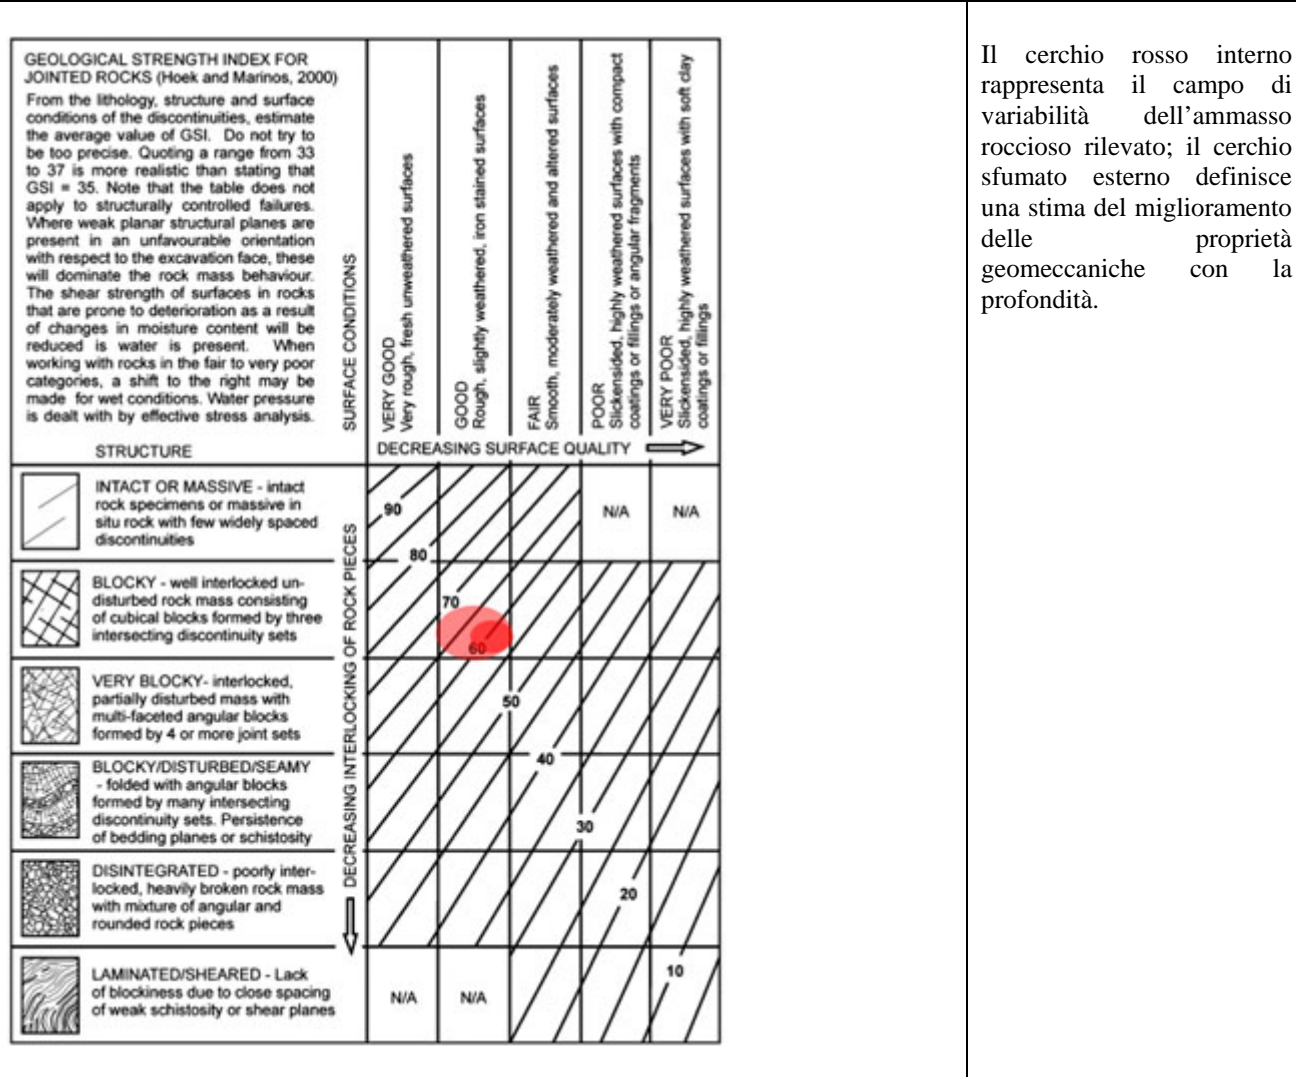 GEOLOGICAL STRENGTH INDEX FOR
JOINTED ROCKS (Hoek and Marinos, 2000)
From the lithology, structure and surface
conditions of the discontinuities, estimate
the average value of GSI. Do not try to
be too precise. Quoting a range from 33
to 37 is more realistic than stating that
GSI = 35. Note that the table does not
apply to structurally controlled failures.
Where weak planar structural planes are
present in an unfavourable orientation
with respect to the excavation face, these
will dominate the rock mass behaviour.
The shear strength of surfaces in rocks
that are prone to deterioration as a result
of changes in moisture content will be
reduced is water is present. When
working with rocks in the fair to very poor
categories, a shift to the right may be
made for wet conditions. Water pressure
is dealt with by effective stress analysis.
STRUCTURE
SURFACE CONDITIONS
VERY GOOD
Very rough, fresh unweathered surfaces
GOOD
Rough, slightly weathered, iron stained surfaces
FAIR
Smooth, moderately weathered and altered surfaces
POOR
Slickensided, highly weathered surfaces with compact
coatings or fillings or angular fragments
VERY POOR
Slickensided, highly weathered surfaces with soft clay
coatings or fillings
DECREASING SURFACE QUALITY
DECREASING INTERLOCKING OF ROCK PIECES
INTACT OR MASSIVE - intact
rock specimens or massive in
situ rock with few widely spaced
discontinuities
90
80
N/A
N/A
BLOCKY - well interlocked un-
disturbed rock mass consisting
of cubical blocks formed by three
intersecting discontinuity sets
70
60
VERY BLOCKY- interlocked,
partially disturbed mass with
multi-faceted angular blocks
formed by 4 or more joint sets
50
BLOCKY/DISTURBED/SEAMY
- folded with angular blocks
formed by many intersecting
discontinuity sets. Persistence
of bedding planes or schistosity
40
30
DISINTEGRATED - poorly inter-
locked, heavily broken rock mass
with mixture of angular and
rounded rock pieces
20
LAMINATED/SHEARED - Lack
of blockiness due to close spacing
of weak schistosity or shear planes
N/A
N/A
10
Il cerchio rosso interno
rappresenta il campo di
variabilità dell’ammasso
roccioso rilevato; il cerchio
sfumato esterno definisce
una stima del miglioramento
delle proprietà
geomeccaniche con la
profondità.